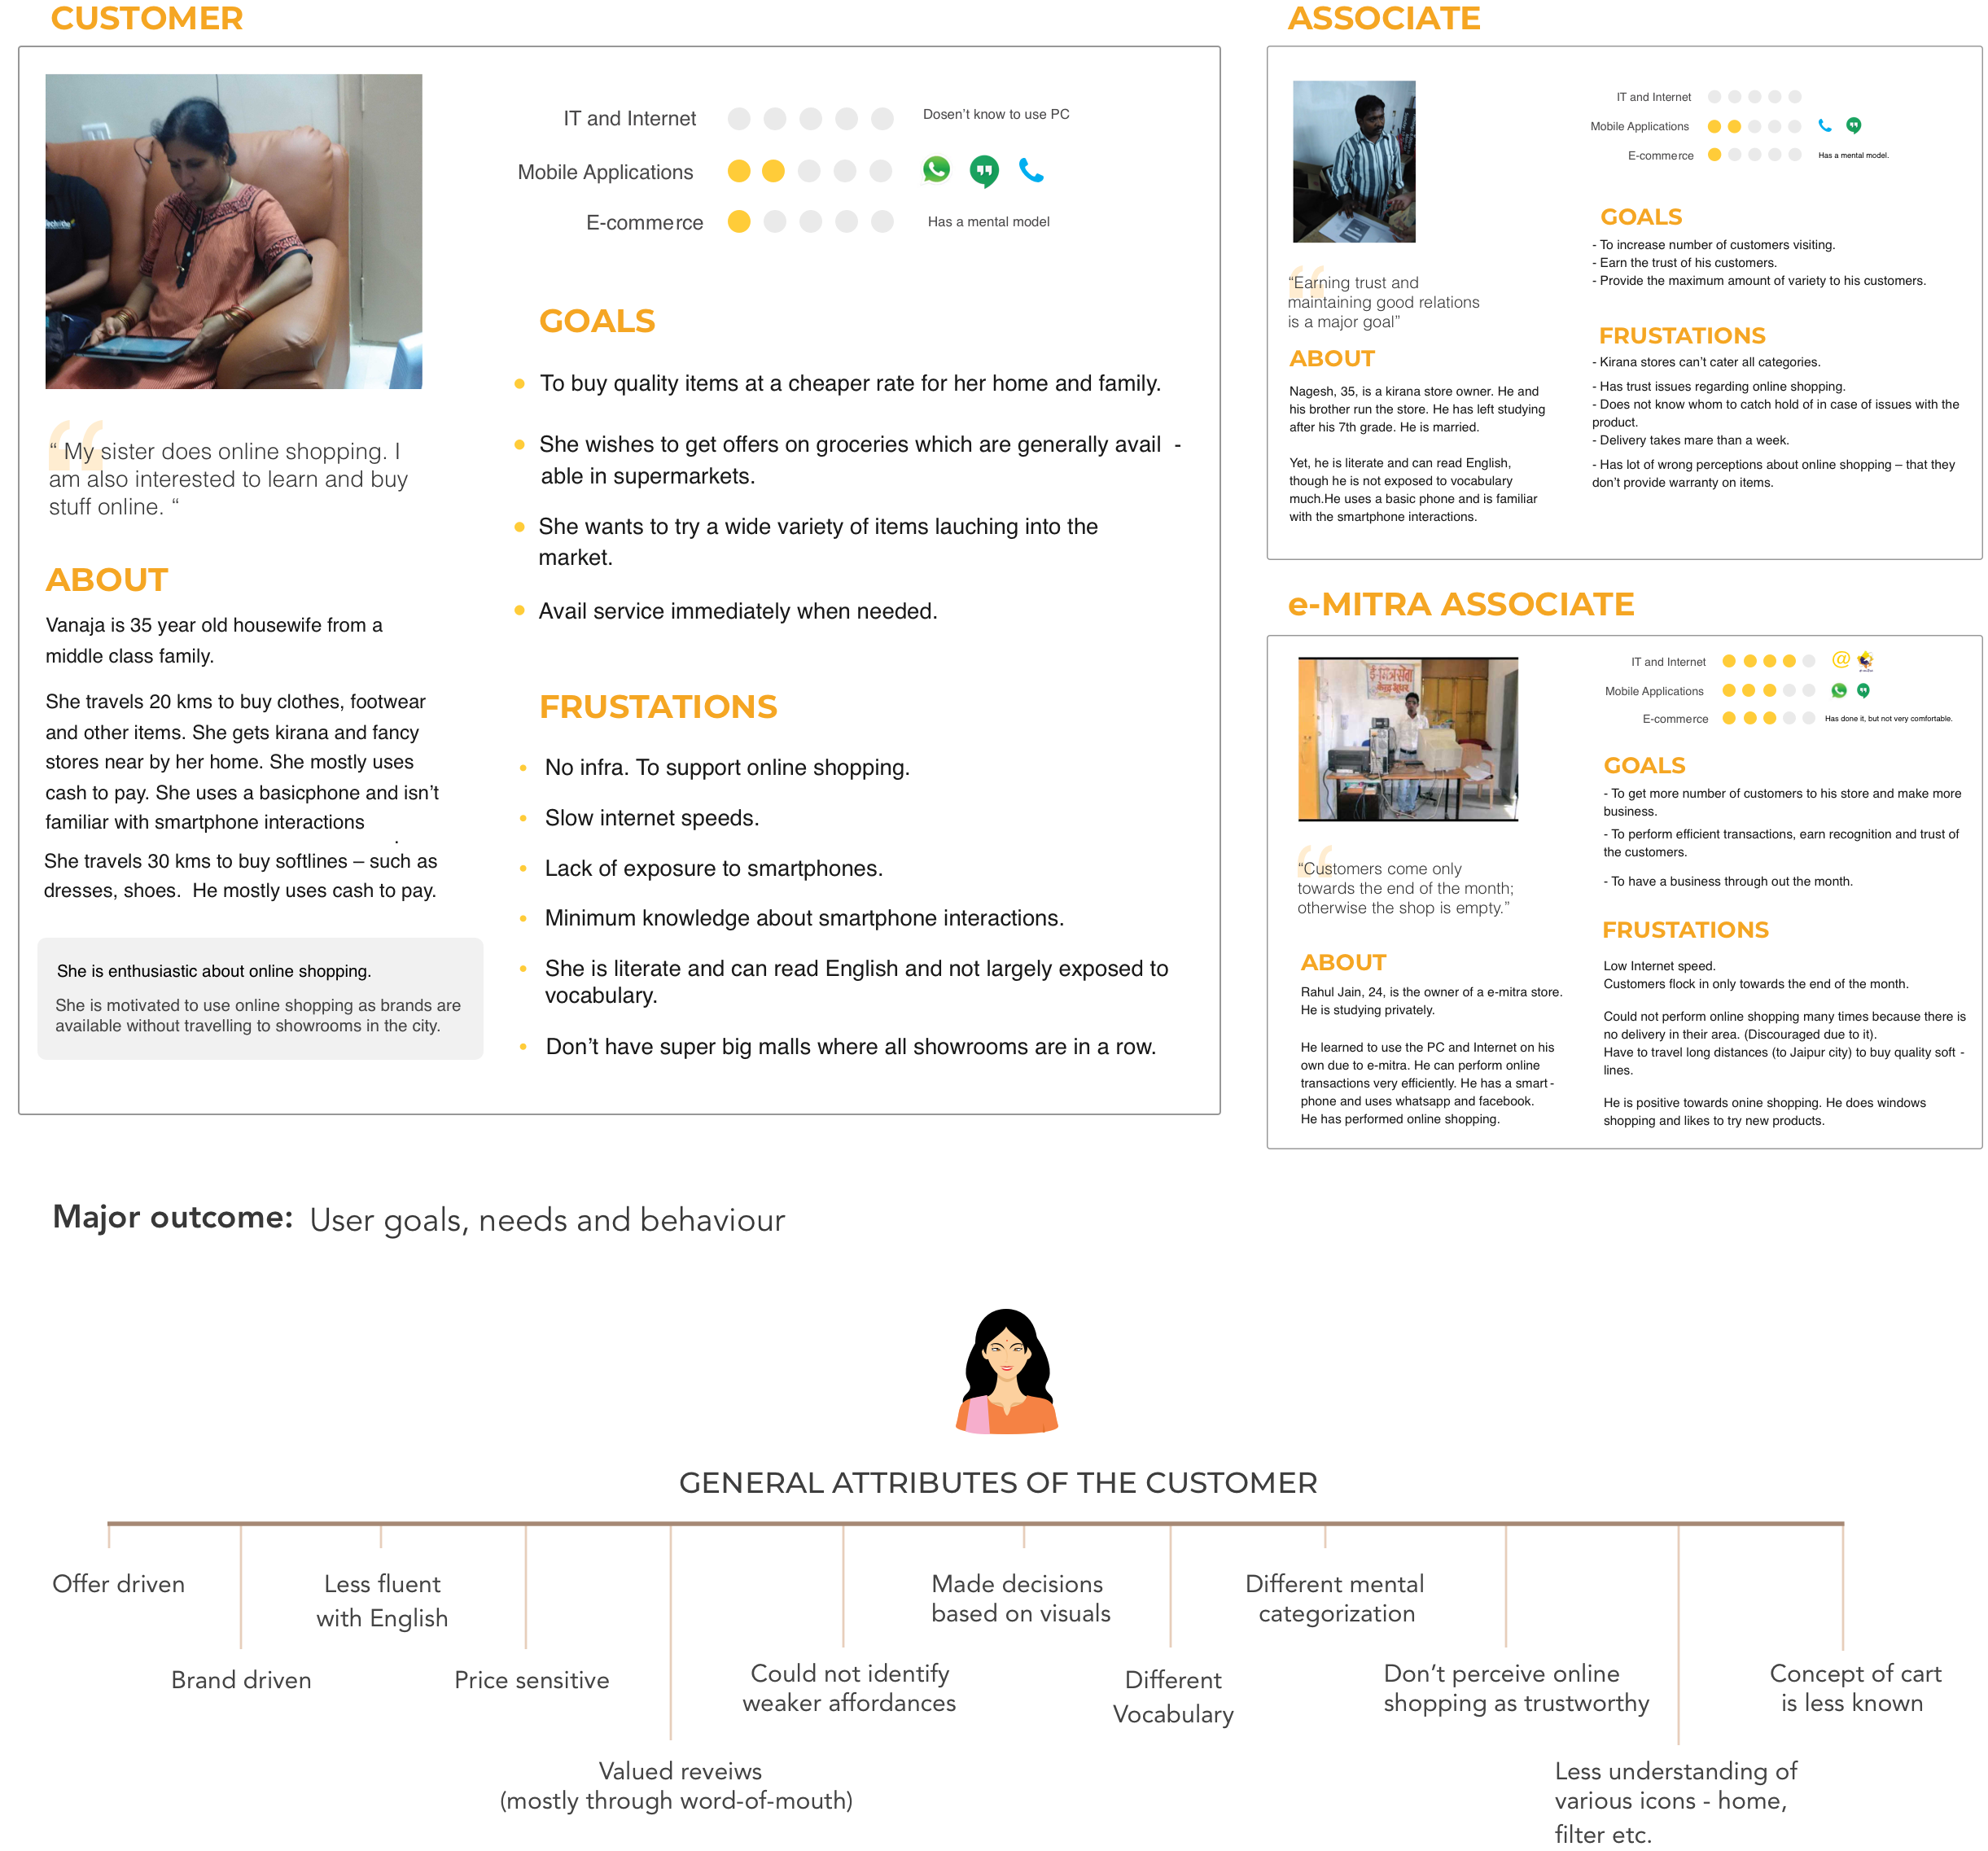 CUSTOMER
IT and Internet
Dosen't know to use PC
Mobile Applications
E-commerce
Has a mental model
“ My sister does online shopping. I
am also interested to learn and buy
stuff online. “
ABOUT
Vanaja is 35 year old housewife from a
middle class family.
She travels 20 kms to buy clothes, footwear
and other items. She gets kirana and fancy
stores near by her home. She mostly uses
cash to pay. She uses a basicphone and isn't
familiar with smartphone interactions
.
She travels 30 kms to buy softlines – such as
dresses, shoes.  He mostly uses cash to pay.
She is enthusiastic about online shopping.
She is motivated to use online shopping as brands are
available without travelling to showrooms in the city.
GOALS
To buy quality items at a cheaper rate for her home and family.
She wishes to get offers on groceries which are generally avail -
able in supermarkets.
She wants to try a wide variety of items lauching into the
market.
Avail service immediately when needed.
FRUSTATIONS
No infra. To support online shopping.
Slow internet speeds.
Lack of exposure to smartphones.
Minimum knowledge about smartphone interactions.
She is literate and can read English and not largely exposed to
vocabulary.
Don't have super big malls where all showrooms are in a row.
ASSOCIATE
IT and Internet
Mobile Applications
E-commerce
Has a mental model.
“Earning trust and
maintaining good relations
is a major goal”
ABOUT
Nagesh, 35, is a kirana store owner. He and
his brother run the store. He has left studying
after his 7th grade. He is married.
Yet, he is literate and can read English,
though he is not exposed to vocabulary
much.He uses a basic phone and is familiar
with the smartphone interactions.
GOALS
- To increase number of customers visiting.
- Earn the trust of his customers.
- Provide the maximum amount of variety to his customers.
FRUSTATIONS
- Kirana stores can't cater all categories.
- Has trust issues regarding online shopping.
- Does not know whom to catch hold of in case of issues with the
product.
- Delivery takes mare than a week.
- Has lot of wrong perceptions about online shopping – that they
don't provide warranty on items.
e-MITRA ASSOCIATE
ई-मित्र सेवा
IT and Internet
Mobile Applications
E-commerce
Has done it, but not very comfortable.
“Customers come only
towards the end of the month;
otherwise the shop is empty.”
ABOUT
Rahul Jain, 24, is the owner of a e-mitra store.
He is studying privately.
He learned to use the PC and Internet on his
own due to e-mitra. He can perform online
transactions very efficiently. He has a smart -
phone and uses whatsapp and facebook.
He has performed online shopping.
GOALS
- To get more number of customers to his store and make more
business.
- To perform efficient transactions, earn recognition and trust of
the customers.
- To have a business through out the month.
FRUSTATIONS
Low Internet speed.
Customers flock in only towards the end of the month.
Could not perform online shopping many times because there is
no delivery in their area. (Discouraged due to it).
Have to travel long distances (to Jaipur city) to buy quality soft -
lines.
He is positive towards onine shopping. He does windows
shopping and likes to try new products.
Major outcome: User goals, needs and behaviour
GENERAL ATTRIBUTES OF THE CUSTOMER
Offer driven
Brand driven
Less fluent
with English
Price sensitive
Valued reveiws
(mostly through word-of-mouth)
Could not identify
weaker affordances
Made decisions
based on visuals
Different
Vocabulary
Different mental
categorization
Don't perceive online
shopping as trustworthy
Less understanding of
various icons - home,
filter etc.
Concept of cart
is less known